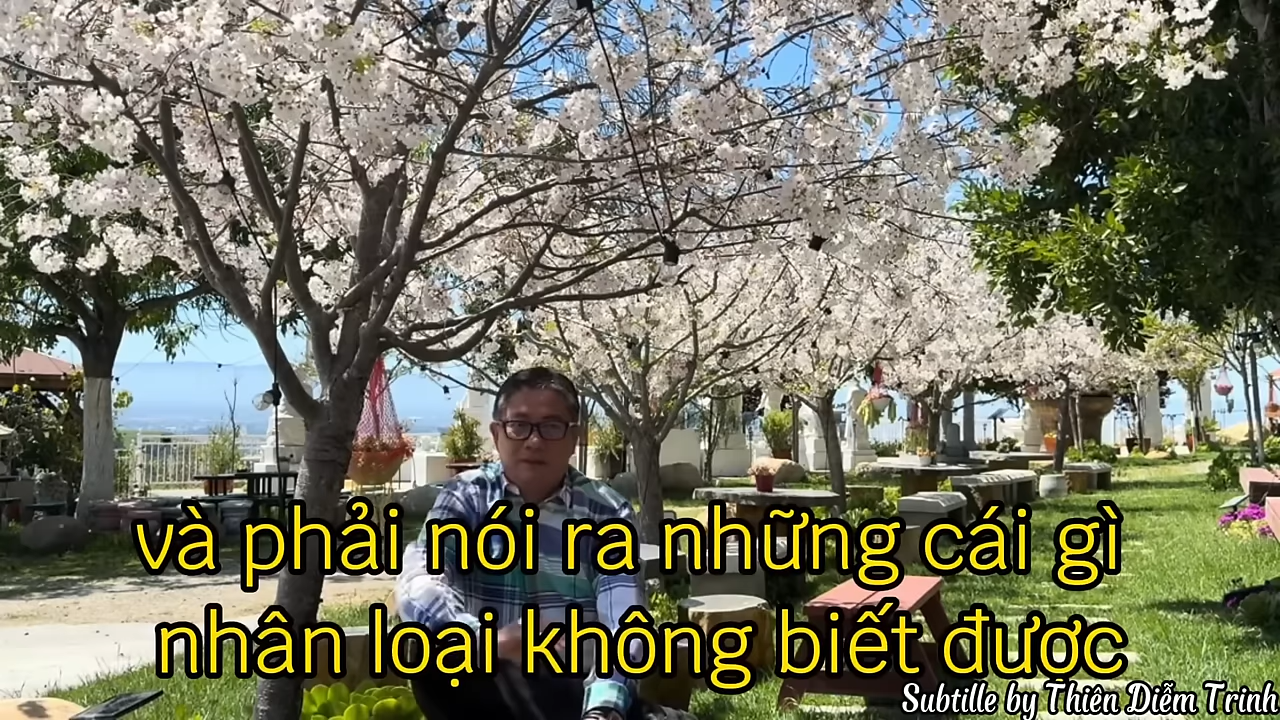 và phải nói ra những cái gì
nhân loại không biết được
Subtille by Thiên Diễm Trinh